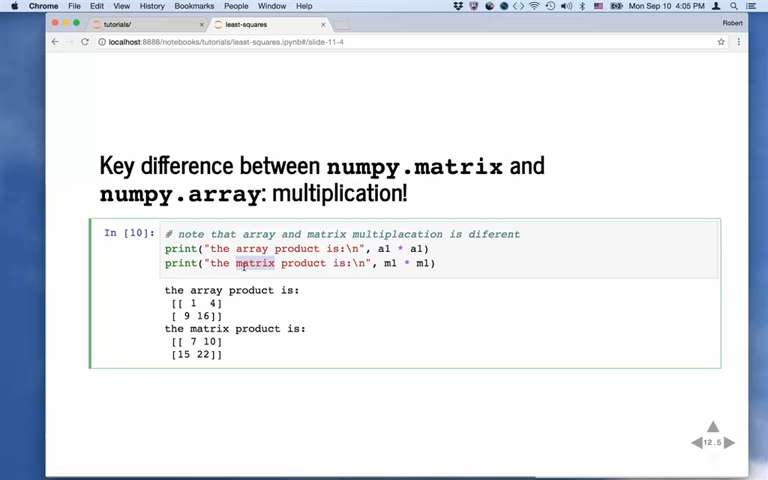 Chrome File Edit View History Bookmarks People Window Help Mon Sep 10 4:05 PM
tutorials/ least-squares Robert
localhost:8888/notebooks/tutorials/least-squares.ipynb#/slide-11-4
Key difference between numpy.matrix and
numpy.array: multiplication!
In [10]: # note that array and matrix multiplacation is diferent
print("the array product is:\n", a1 * a1)
print("the matrix product is:\n", m1 * m1)
the array product is:
[[ 1 4]
[ 9 16]]
the matrix product is:
[[ 7 10]
[15 22]]
12.5